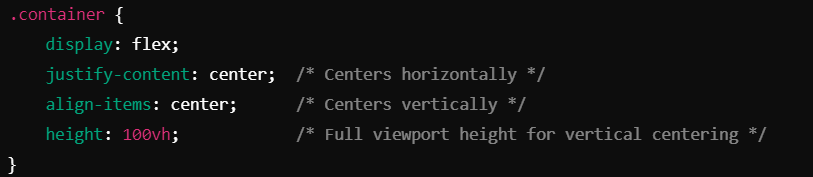 .container {
    display: flex;
    justify-content: center;  /* Centers horizontally */
    align-items: center;      /* Centers vertically */
    height: 100vh;            /* Full viewport height for vertical centering */
}